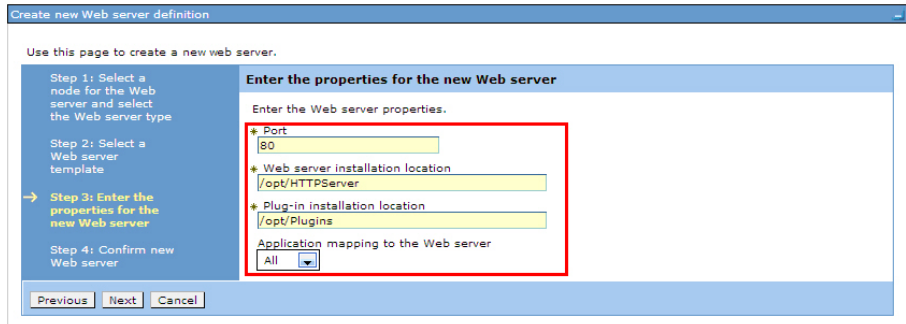 Create new Web server definition
Use this page to create a new web server.
Step 1: Select a
node for the Web
server and select
the Web server type
Step 2: Select a
Web server
template
Step 3: Enter the
properties for the
new Web server
Step 4: Confirm new
Web server
Enter the properties for the new Web server
Enter the Web server properties.
* Port
80
* Web server installation location
/opt/HTTPServer
* Plug-in installation location
/opt/Plugins
Application mapping to the Web server
All
Previous Next Cancel